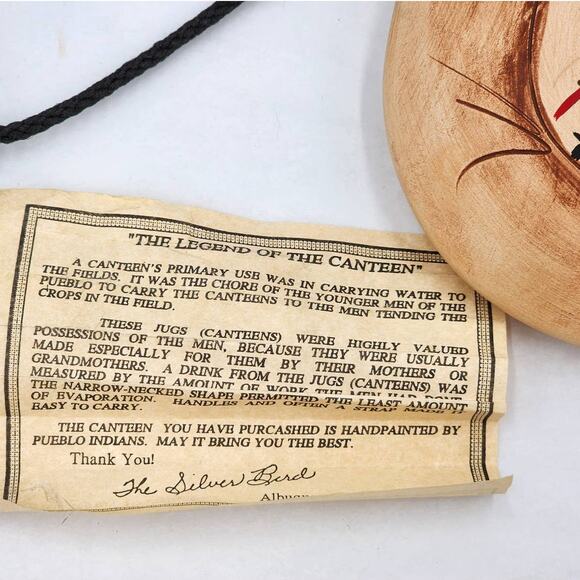 "THE LEGEND OF THE CANTEEN"
A CANTEEN'S PRIMARY USE WAS IN CARRYING WATER TO
THE FIELDS. IT WAS THE CHORE OF THE YOUNGER MEN OF THE
PUEBLO TO CARRY THE CANTEENS TO THE MEN TENDING THE
CROPS IN THE FIELD.
THESE JUGS (CANTEENS) WERE HIGHLY VALUED
POSSESSIONS OF THE MEN, BECAUSE THEY WERE USUALLY
MADE ESPECIALLY FOR THEM BY THEIR MOTHERS OR
GRANDMOTHERS. A DRINK FROM THE JUGS (CANTEENS) WAS
MEASURED BY THE AMOUNT OF WORK THE MEN HAD DONE
THE NARROW-NECKED SHAPE PERMITTED THE LEAST AMOUNT
OF EVAPORATION. HANDLES AND OFTEN A STRAP MADE
EASY TO CARRY.
THE CANTEEN YOU HAVE PURCASHED IS HANDPAINTED BY
PUEBLO INDIANS. MAY IT BRING YOU THE BEST.
Thank You!
The Silver Bird